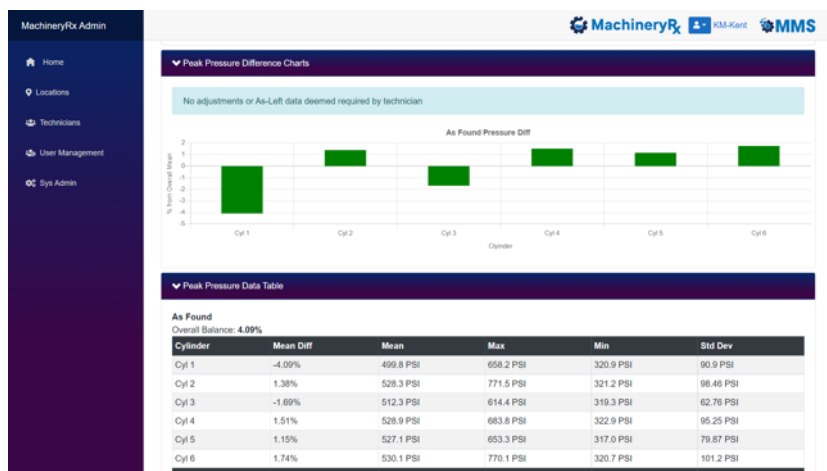 MachineryRx Admin
MachineryRx
KM-Kent
MMS
Home
Locations
Technicians
User Management
Sys Admin
Peak Pressure Difference Charts
No adjustments or As-Left data deemed required by technician
As Found Pressure Diff
% from Overall Mean
2
1
0
-1
-2
-3
-4
-5
Cyl 1 Cyl 2 Cyl 3 Cyl 4 Cyl 5 Cyl 6
Clyinder
Peak Pressure Data Table
As Found
Overall Balance: 4.09%
Cylinder Mean Diff Mean Max Min Std Dev
Cyl 1 -4.09% 499.8 PSI 658.2 PSI 320.9 PSI 90.9 PSI
Cyl 2 1.38% 528.3 PSI 771.5 PSI 321.2 PSI 98.46 PSI
Cyl 3 -1.69% 512.3 PSI 614.4 PSI 319.3 PSI 62.76 PSI
Cyl 4 1.51% 528.9 PSI 683.8 PSI 322.9 PSI 95.25 PSI
Cyl 5 1.15% 527.1 PSI 653.3 PSI 317.0 PSI 79.87 PSI
Cyl 6 1.74% 530.1 PSI 770.1 PSI 320.7 PSI 101.2 PSI